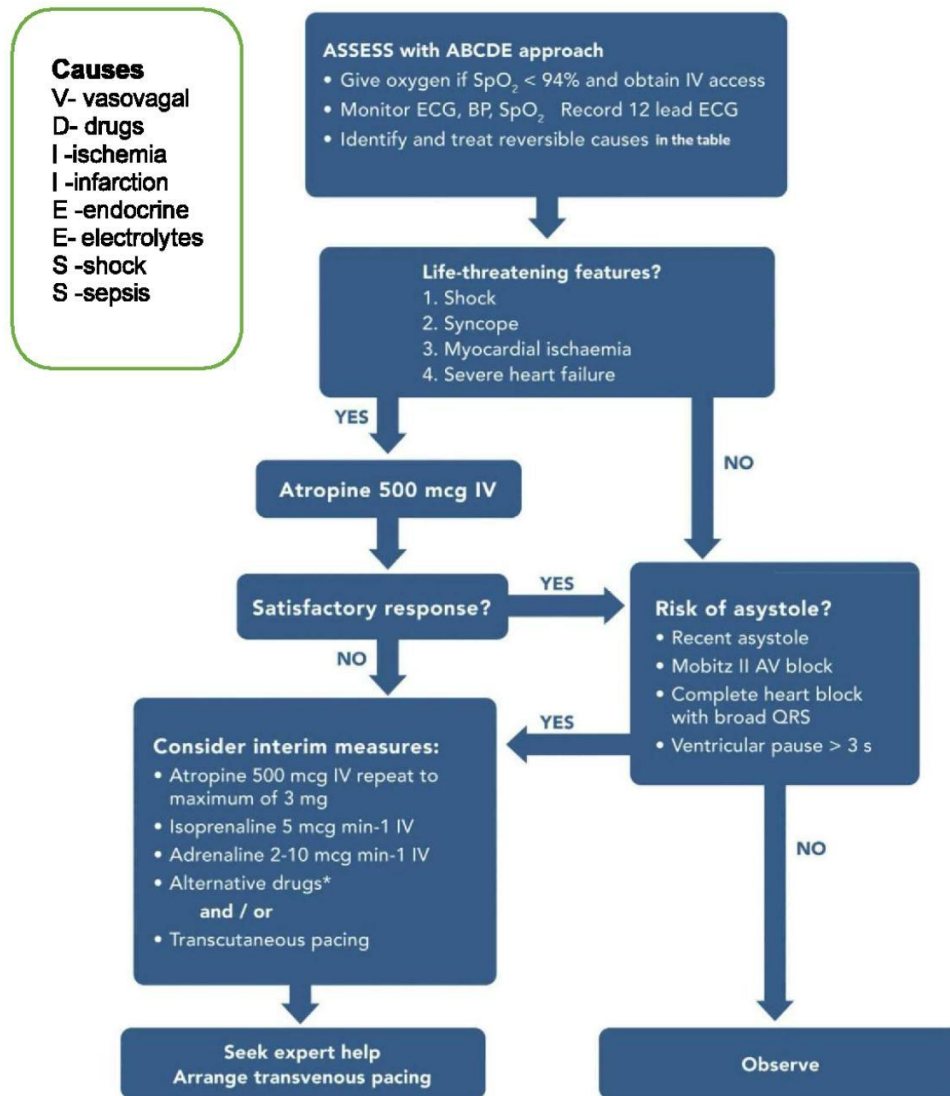 Causes
V- vasovagal
D- drugs
I -ischemia
I -infarction
E -endocrine
E- electrolytes
S -shock
S -sepsis
ASSESS with ABCDE approach
• Give oxygen if SpO₂ < 94% and obtain IV access
• Monitor ECG, BP, SpO₂ Record 12 lead ECG
• Identify and treat reversible causes in the table
Life-threatening features?
1. Shock
2. Syncope
3. Myocardial ischaemia
4. Severe heart failure
YES
NO
Atropine 500 mcg IV
Satisfactory response?
YES
NO
Risk of asystole?
• Recent asystole
• Mobitz II AV block
• Complete heart block
with broad QRS
• Ventricular pause > 3 s
YES
NO
Consider interim measures:
• Atropine 500 mcg IV repeat to
maximum of 3 mg
• Isoprenaline 5 mcg min-1 IV
• Adrenaline 2-10 mcg min-1 IV
• Alternative drugs*
and / or
• Transcutaneous pacing
Seek expert help
Arrange transvenous pacing
Observe